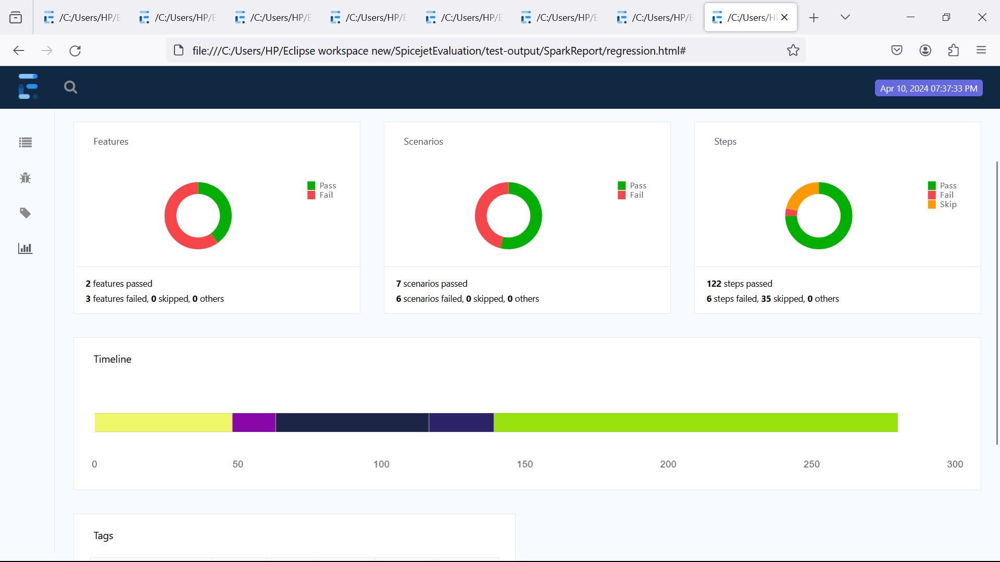 /C:/Users/HP/E /C:/Users/HP/E /C:/Users/HP/E /C:/Users/HP/E /C:/Users/HP/E /C:/Users/HP/E /C:/Users/HP/E /C:/Users/HP
file:///C:/Users/HP/Eclipse workspace new/SpicejetEvaluation/test-output/SparkReport/regression.html#
Apr 10, 2024 07:37:33 PM
Features
Pass
Fail
2 features passed
3 features failed, 0 skipped, 0 others
Scenarios
Pass
Fail
7 scenarios passed
6 scenarios failed, 0 skipped, 0 others
Steps
Pass
Fail
Skip
122 steps passed
6 steps failed, 35 skipped, 0 others
Timeline
0 50 100 150 200 250 300
Tags